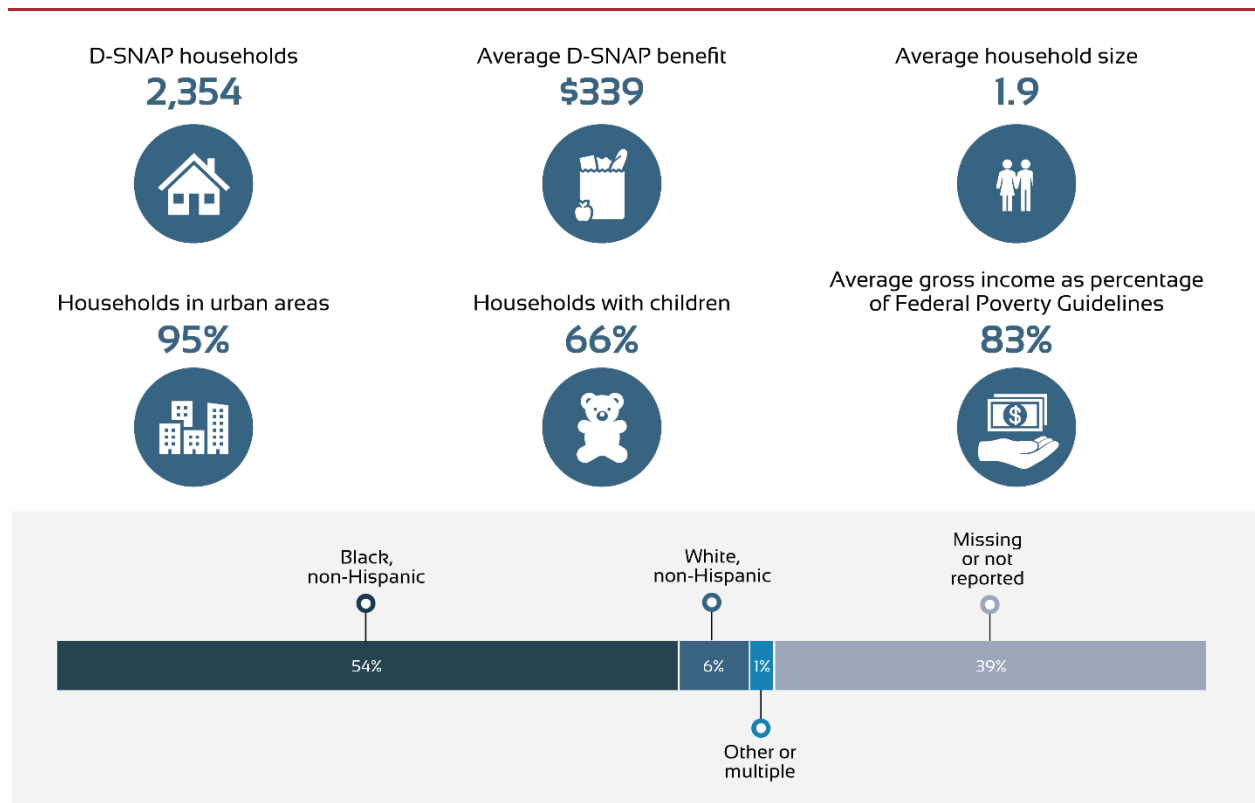 D-SNAP households
2,354
Average D-SNAP benefit
$339
Average household size
1.9
$
Households in urban areas
95%
Households with children
66%
Average gross income as percentage
of Federal Poverty Guidelines
83%
Black,
non-Hispanic
White,
non-Hispanic
Missing
or not
reported
54%
6%
1%
39%
Other or
multiple